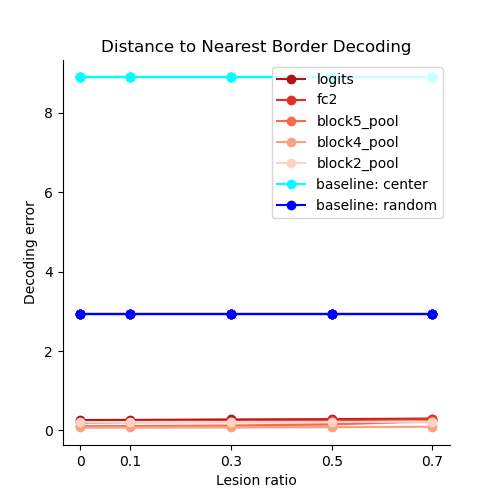 Distance to Nearest Border Decoding
logits
fc2
block5_pool
block4_pool
block2_pool
baseline: center
baseline: random
Decoding error
8
6
4
2
0
0 0.1 0.3 0.5 0.7
Lesion ratio